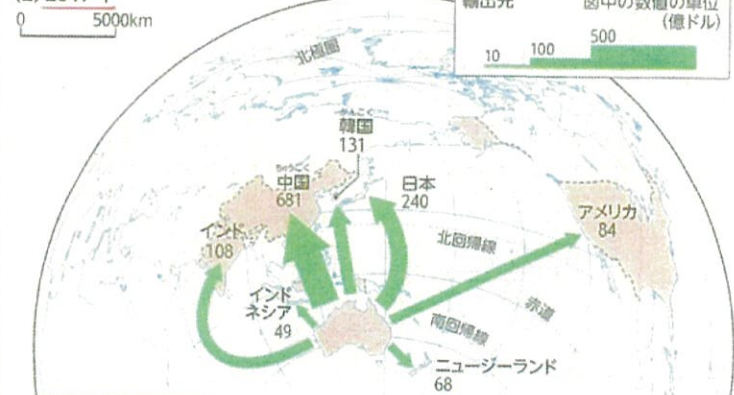 0 5000km
輸出先
図中の数値の単位
(億ドル)
10 100 500
北極圏
かんこく
韓国
131
ちゅうごく
中国
681
日本
240
インド
108
アメリカ
84
北回帰線
インド
ネシア
49
赤道
南回帰線
ニュージーランド
68